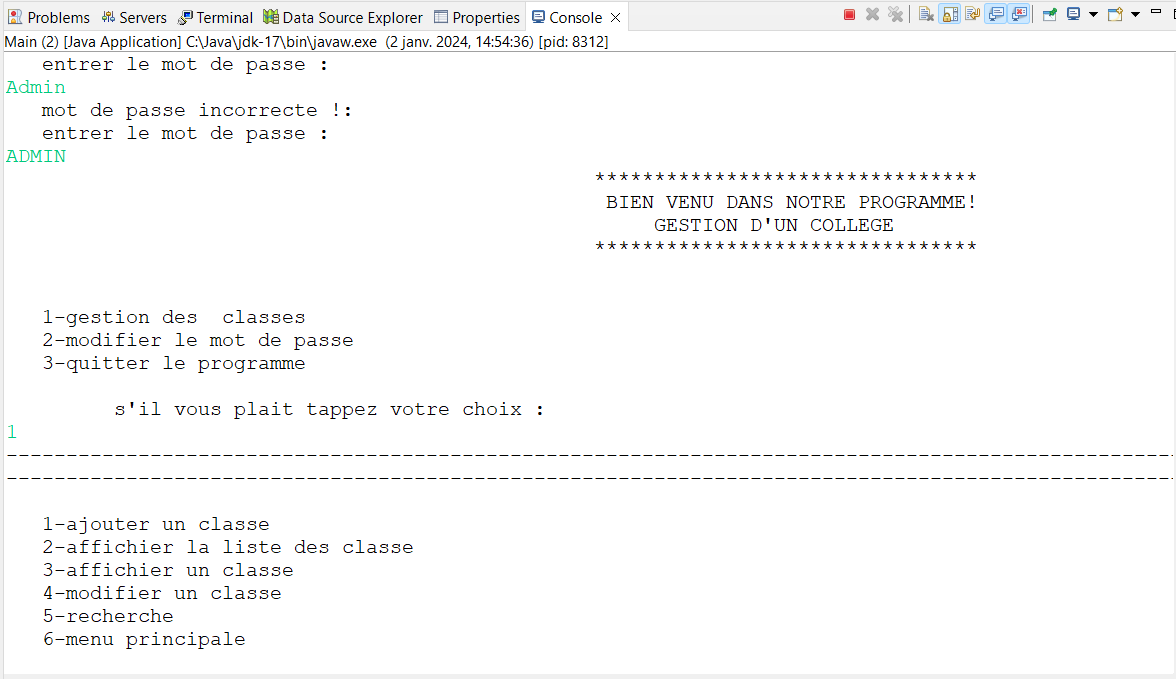 Problems Servers Terminal Data Source Explorer Properties Console
Main (2) [Java Application] C:\Java\jdk-17\bin\javaw.exe (2 janv. 2024, 14:54:36) [pid: 8312]
entrer le mot de passe :
Admin
mot de passe incorrecte !:
entrer le mot de passe :
ADMIN
********************************
BIEN VENU DANS NOTRE PROGRAMME!
GESTION D'UN COLLEGE
********************************
1-gestion des  classes
2-modifier le mot de passe
3-quitter le programme
s'il vous plait tappez votre choix :
1
-------------------------------------------------------------------------------------------------
-------------------------------------------------------------------------------------------------
1-ajouter un classe
2-affichier la liste des classe
3-affichier un classe
4-modifier un classe
5-recherche
6-menu principale